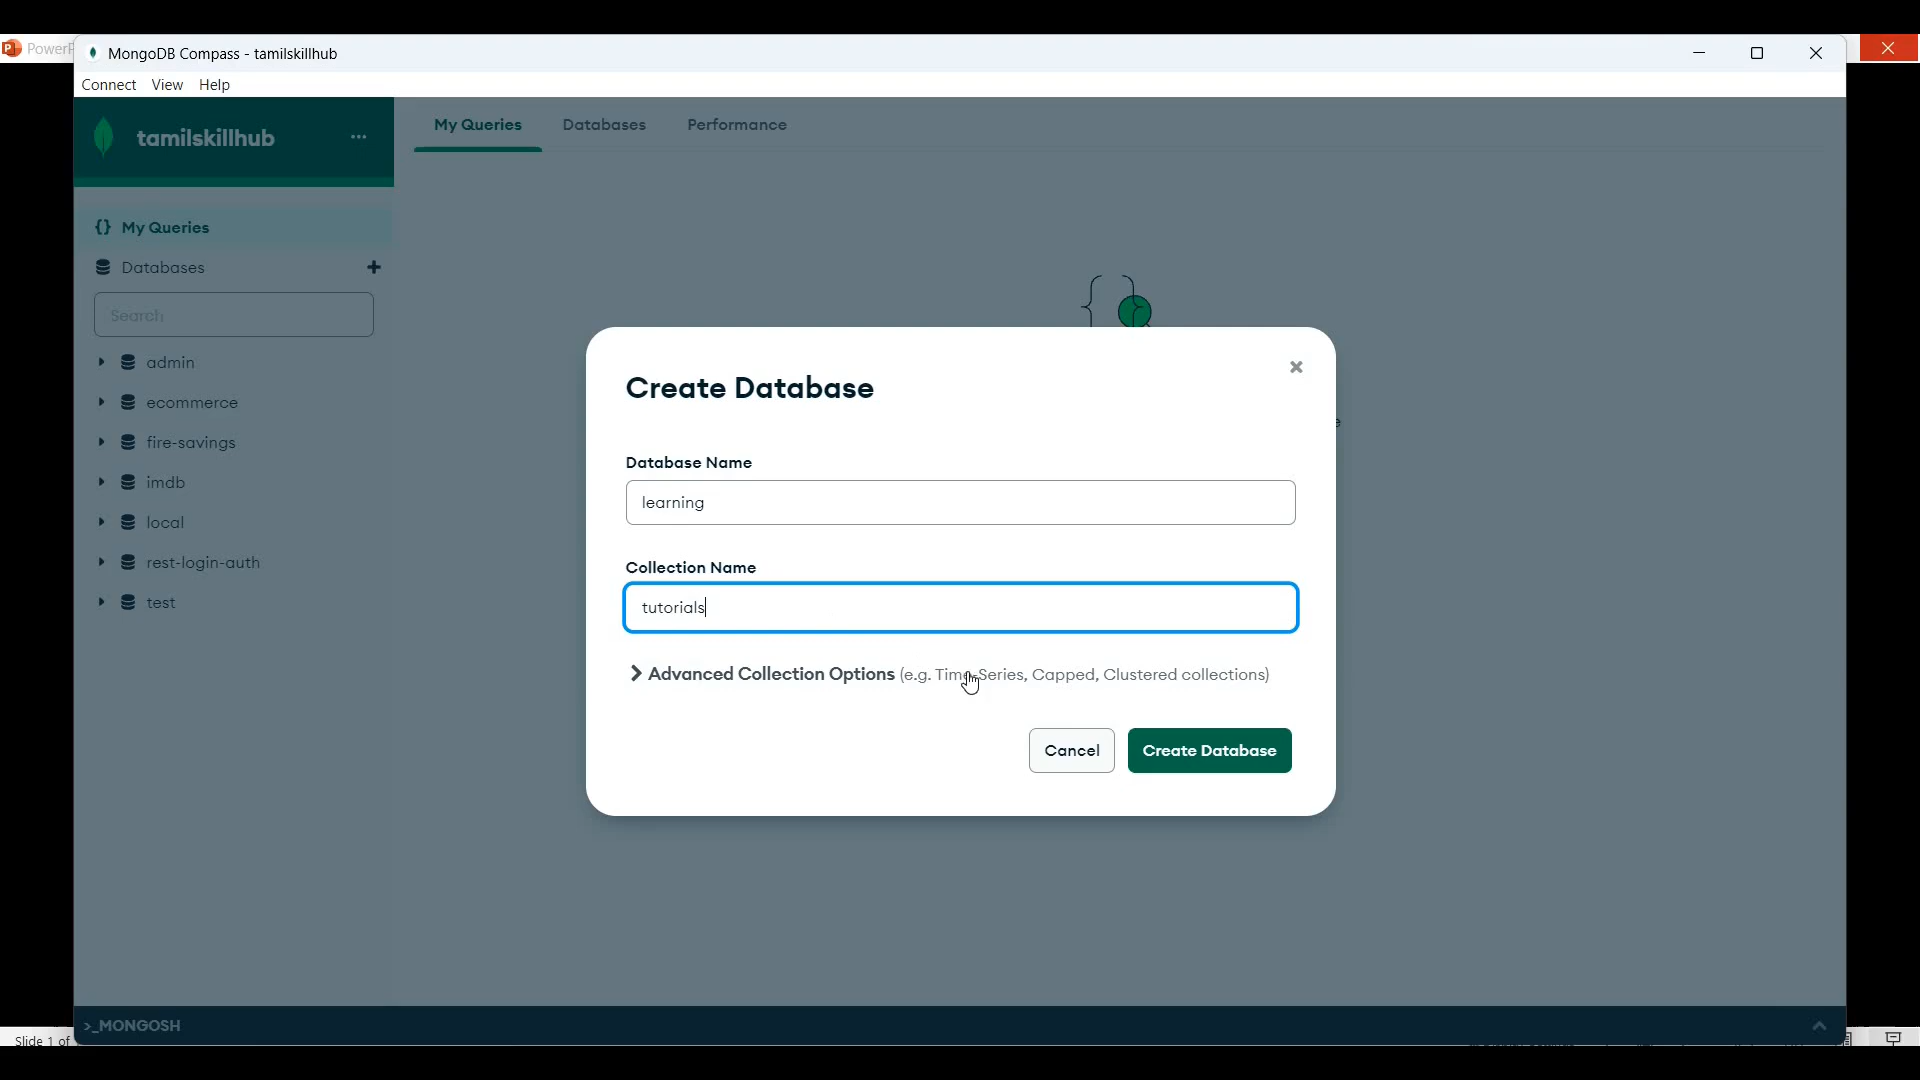 PowerP
MongoDB Compass - tamilskillhub
Connect View Help
tamilskillhub ...
My Queries Databases Performance
{} My Queries
Databases +
Search
admin
ecommerce
fire-savings
imdb
local
rest-login-auth
test
Create Database
Database Name
learning
Collection Name
tutorials
Advanced Collection Options (e.g. Time-Series, Capped, Clustered collections)
Cancel Create Database
>_MONGOSH
Slide 1 of